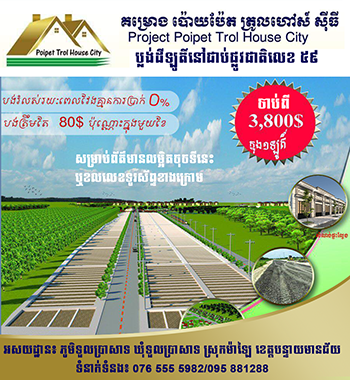 គម្រោង ប៉ោយប៉ែត ត្រួលហៅស៍ ស៊ីធី
Project Poipet Trol House City
ប្លង់ដីឡូត៍នៅជាប់ផ្លូវជាតិលេខ ៥៩
Poipet Trol House City
បង់រំលស់រយៈពេលវែងគ្មានការប្រាក់ 0%
បង់ត្រឹមតែ 80$ ប៉ុណ្ណោះក្នុងមួយខែ
ចាប់ពី
3,800$
ក្នុង១ឡូត៍
សម្រាប់ព័ត៌មានលម្អិតចុចទីនេះ
ឬខលលេខទូរស័ព្ទខាងក្រោម
អសយដ្ឋានះ ភូមិទួលប្រាសាទ ឃុំទួលប្រាសាទ ស្រុកម៉ាឡៃ ខេត្តបន្ទាយមានជ័យ
ទំនាក់ទំនងះ 076 555 5982/095 881288